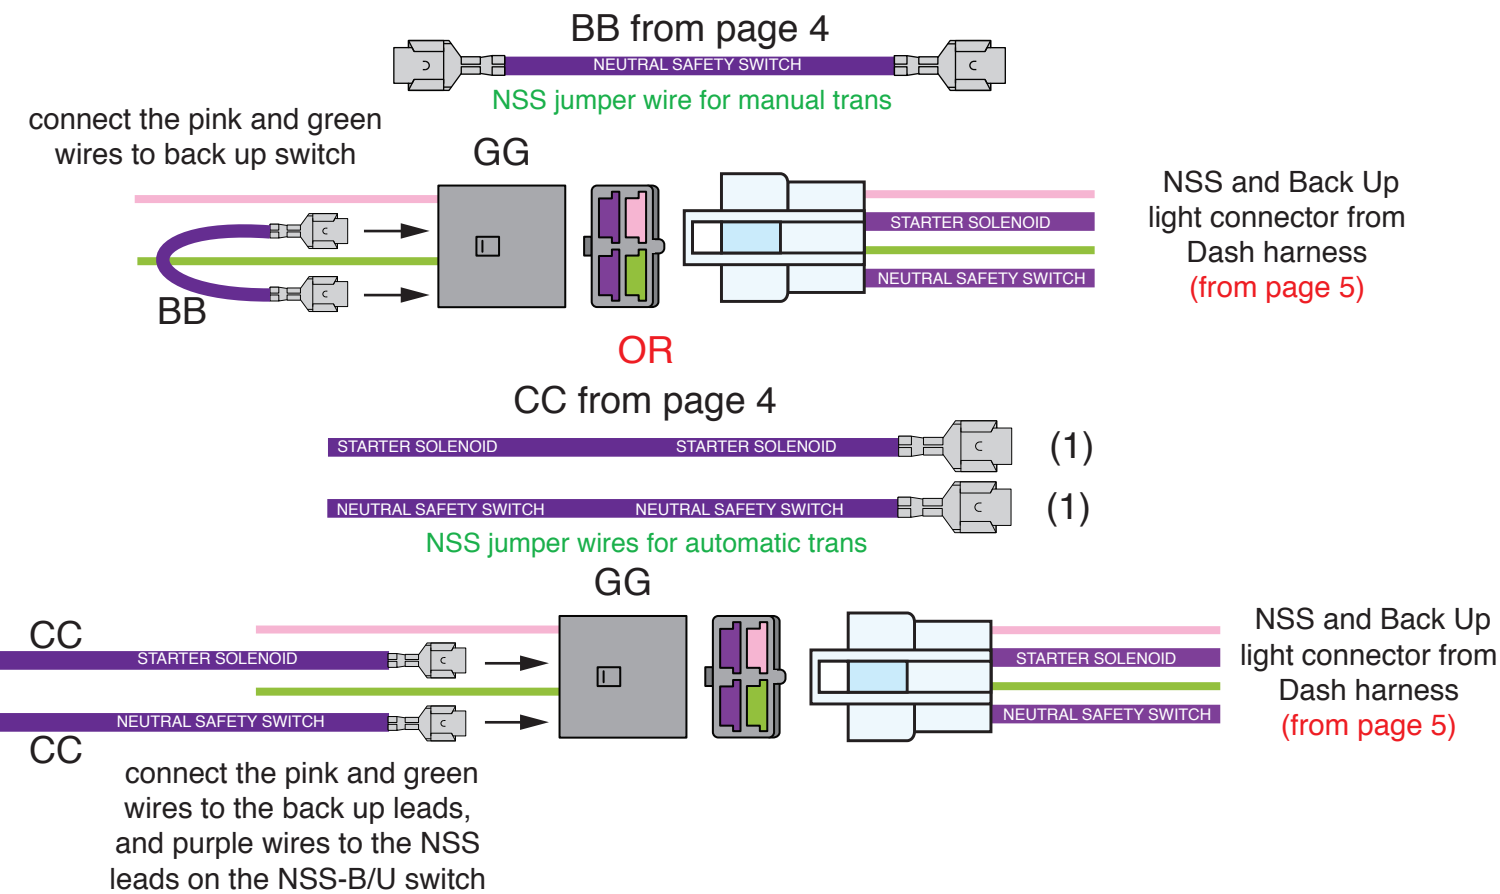 BB from page 4
NEUTRAL SAFETY SWITCH
NSS jumper wire for manual trans
connect the pink and green
wires to back up switch
GG
BB
STARTER SOLENOID
NEUTRAL SAFETY SWITCH
NSS and Back Up
light connector from
Dash harness
(from page 5)
OR
CC from page 4
STARTER SOLENOID STARTER SOLENOID (1)
NEUTRAL SAFETY SWITCH NEUTRAL SAFETY SWITCH (1)
NSS jumper wires for automatic trans
GG
CC
STARTER SOLENOID
NEUTRAL SAFETY SWITCH
CC
connect the pink and green
wires to the back up leads,
and purple wires to the NSS
leads on the NSS-B/U switch
STARTER SOLENOID
NEUTRAL SAFETY SWITCH
NSS and Back Up
light connector from
Dash harness
(from page 5)